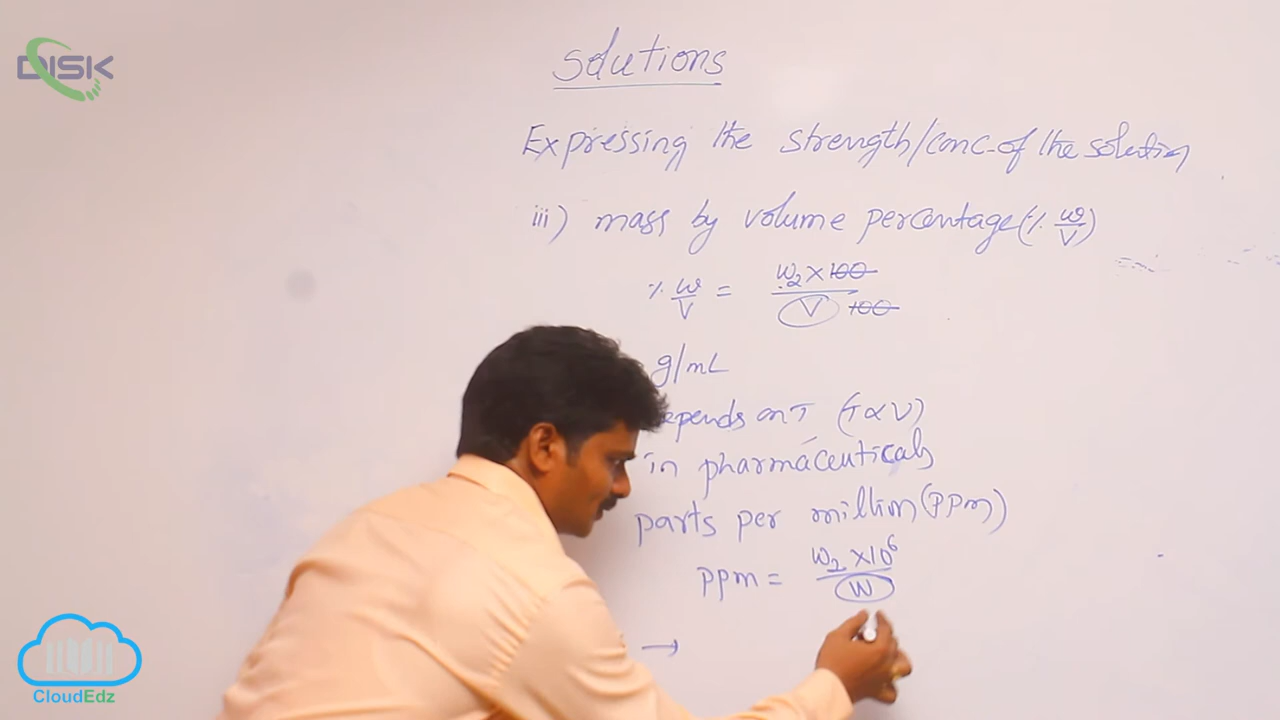 DISK
Solutions
Expressing the strength/conc. of the solution
iii) mass by volume percentage (% w/V)
% w/V = w2 × 100 / V 100
g/mL
epends on T (T ∝ V)
in pharmaceuticals
parts per million (PPm)
PPm = w2 × 10^6 / W
→
CloudEdz